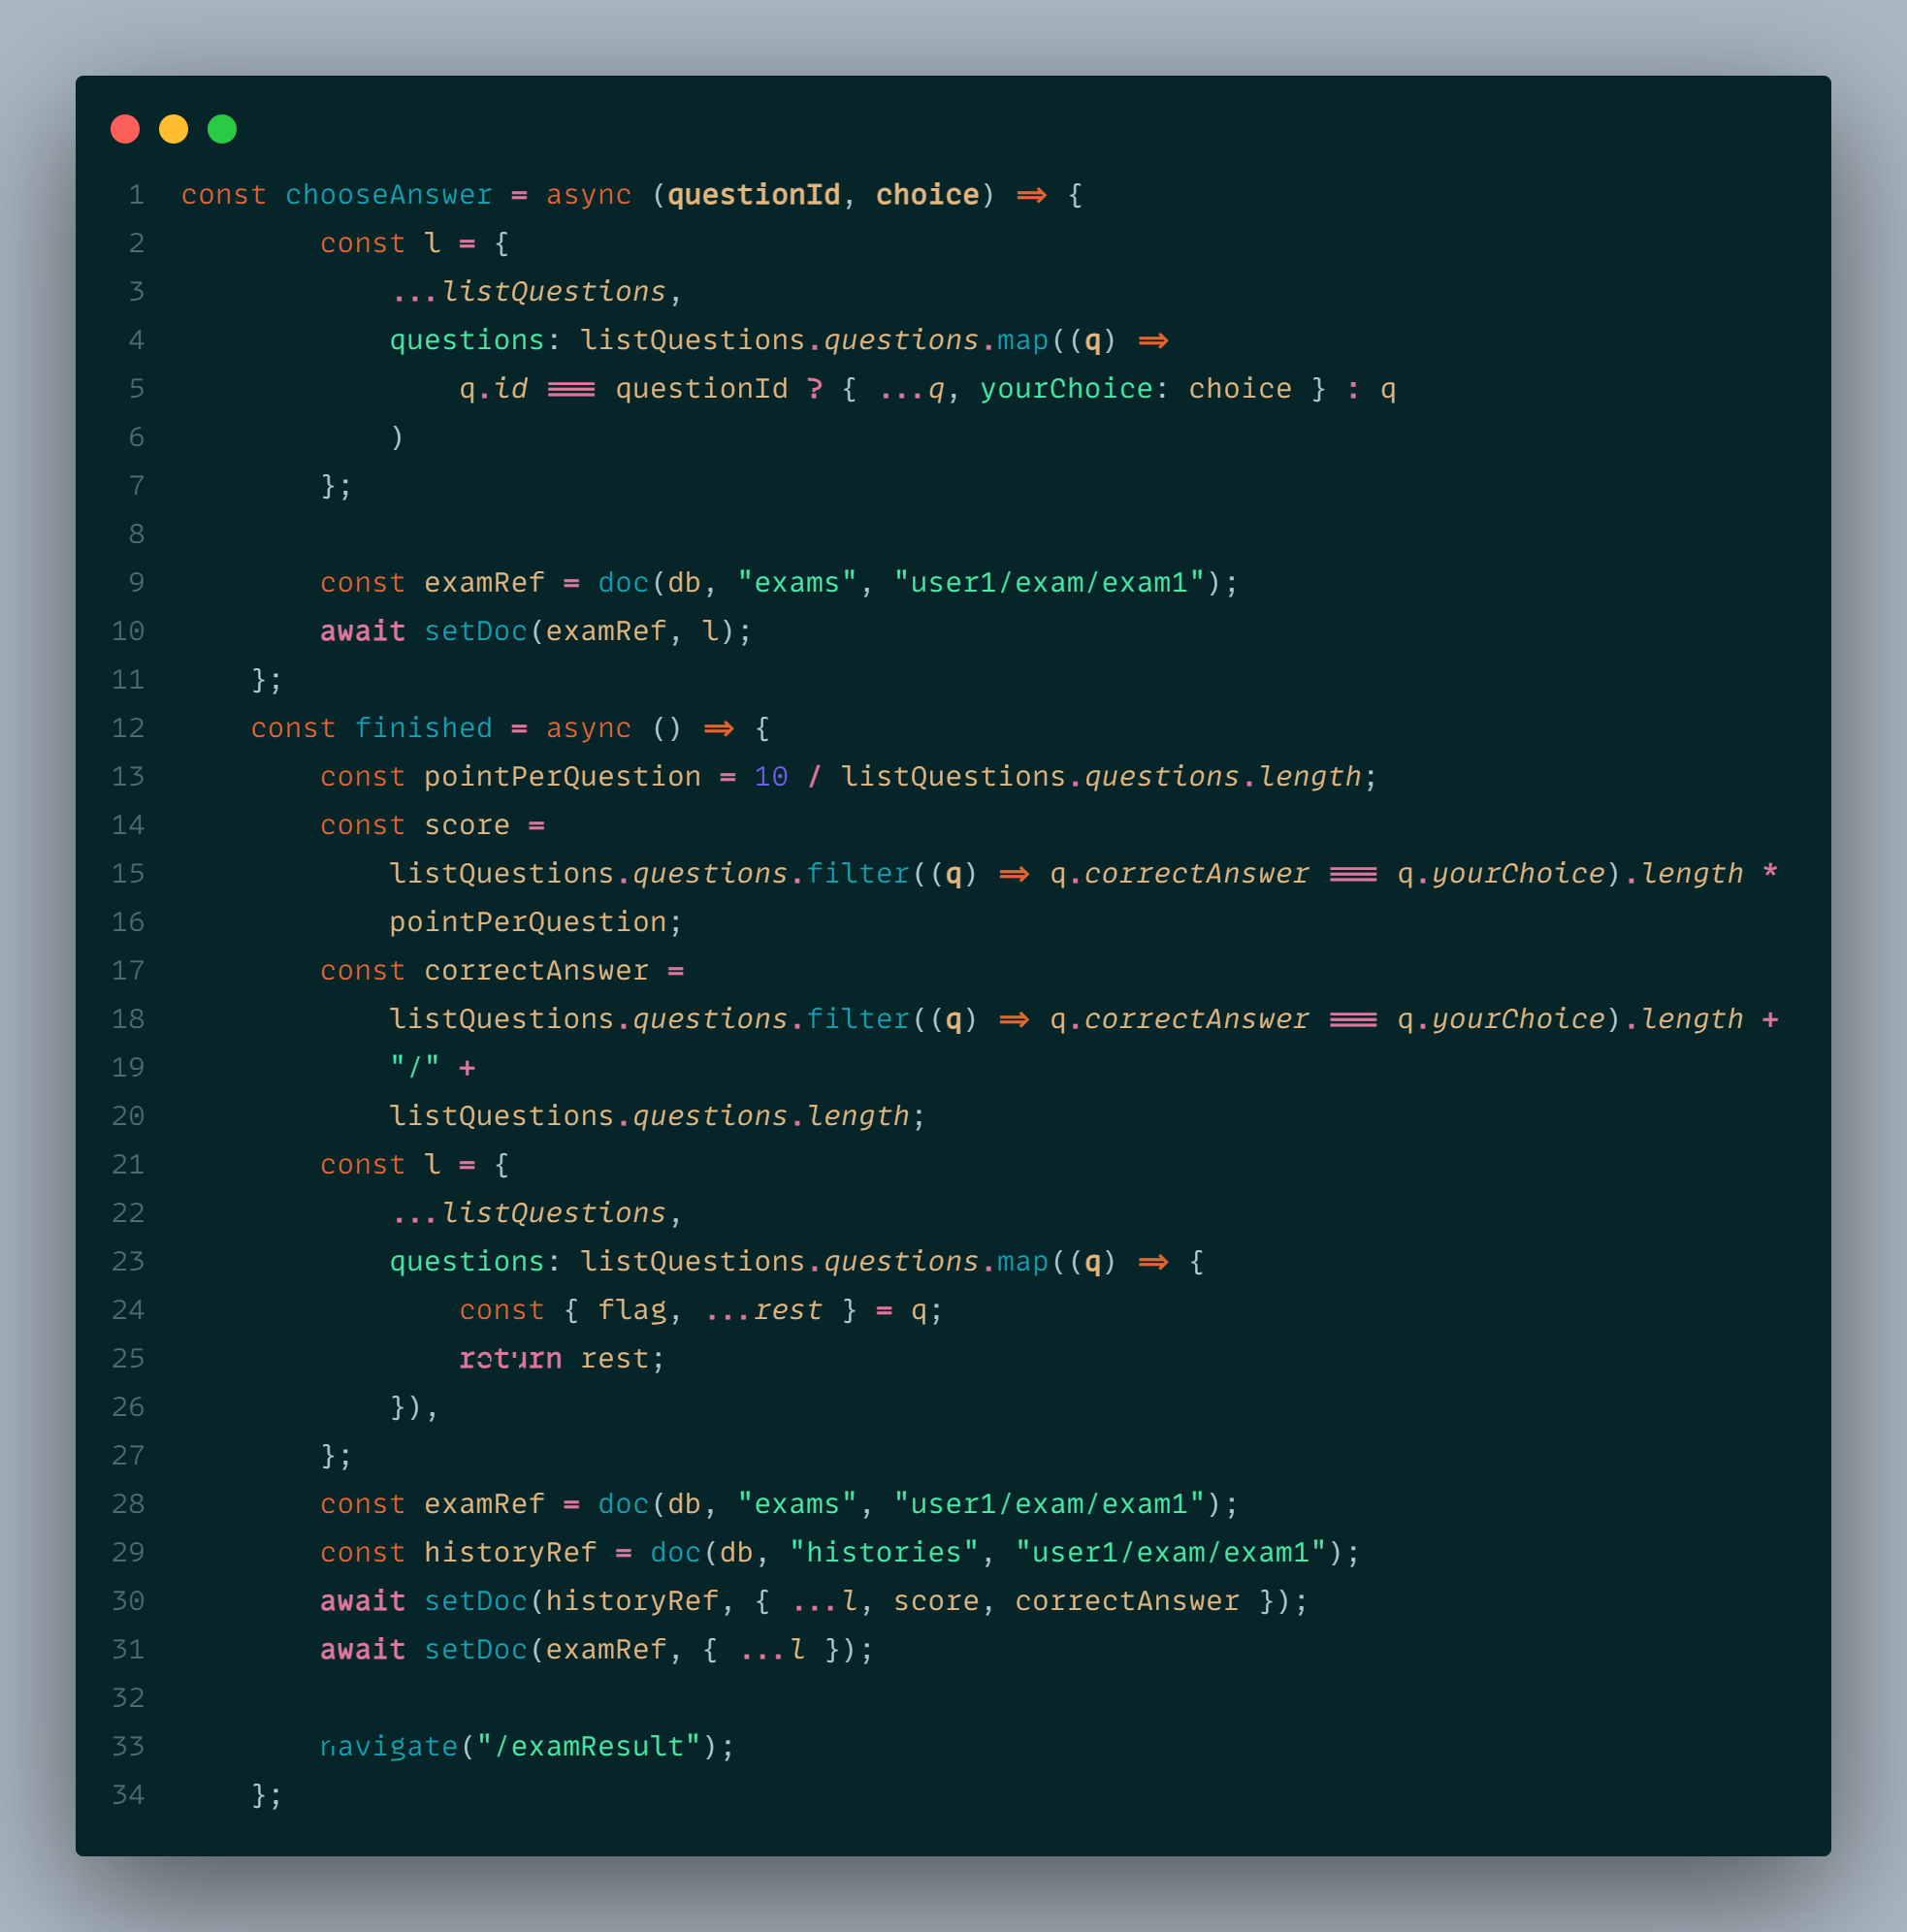 1 const chooseAnswer = async (questionId, choice) => {
2 const l = {
3 ...listQuestions,
4 questions: listQuestions.questions.map((q) =>
5 q.id === questionId ? { ...q, yourChoice: choice } : q
6 )
7 };
8
9 const examRef = doc(db, "exams", "user1/exam/exam1");
10 await setDoc(examRef, l);
11 };
12 const finished = async () => {
13 const pointPerQuestion = 10 / listQuestions.questions.length;
14 const score =
15 listQuestions.questions.filter((q) => q.correctAnswer === q.yourChoice).length *
16 pointPerQuestion;
17 const correctAnswer =
18 listQuestions.questions.filter((q) => q.correctAnswer === q.yourChoice).length +
19 "/" +
20 listQuestions.questions.length;
21 const l = {
22 ...listQuestions,
23 questions: listQuestions.questions.map((q) => {
24 const { flag, ...rest } = q;
25 return rest;
26 }),
27 };
28 const examRef = doc(db, "exams", "user1/exam/exam1");
29 const historyRef = doc(db, "histories", "user1/exam/exam1");
30 await setDoc(historyRef, { ...l, score, correctAnswer });
31 await setDoc(examRef, { ...l });
32
33 navigate("/examResult");
34 };